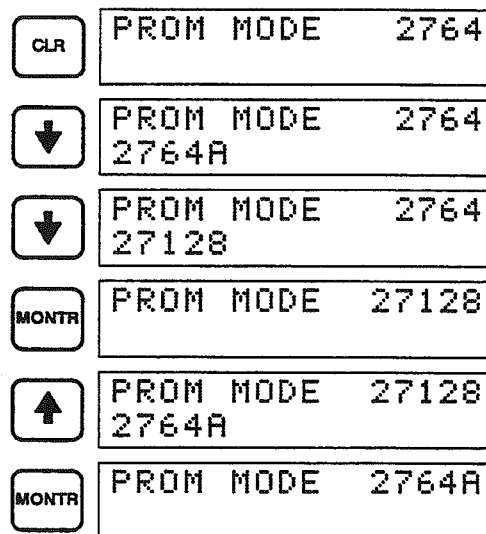 CLR PROM MODE 2764
PROM MODE 2764
2764A
PROM MODE 2764
27128
MONTR PROM MODE 27128
PROM MODE 27128
2764A
MONTR PROM MODE 2764A